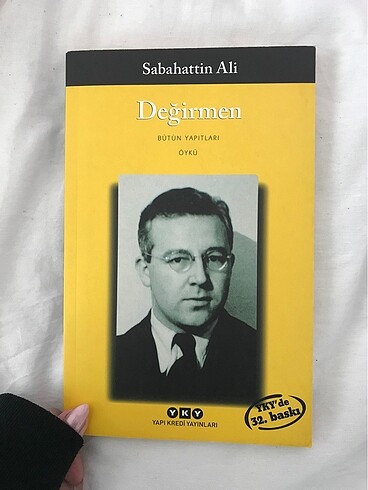 Sabahattin Ali
Değirmen
BÜTÜN YAPITLARI
ÖYKÜ
YKY'de
32. baskı
YKY
YAPI KREDİ YAYINLARI